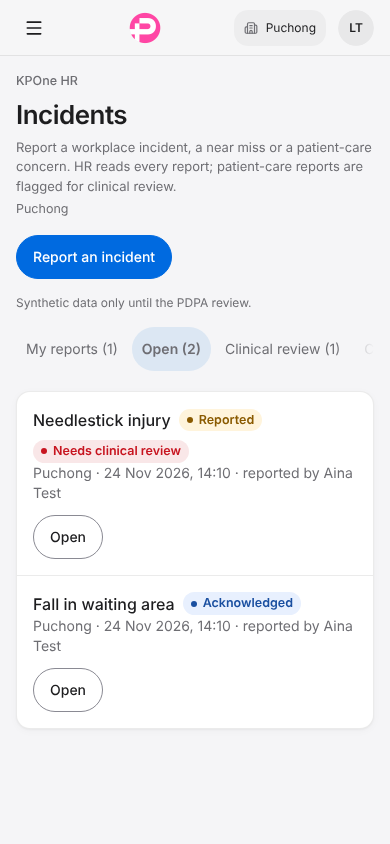 Puchong
LT
KPOne HR
Incidents
Report a workplace incident, a near miss or a patient-care
concern. HR reads every report; patient-care reports are
flagged for clinical review.
Puchong
Report an incident
Synthetic data only until the PDPA review.
My reports (1)
Open (2)
Clinical review (1)
Needlestick injury
Reported
Needs clinical review
Puchong · 24 Nov 2026, 14:10 · reported by Aina
Test
Open
Fall in waiting area
Acknowledged
Puchong · 24 Nov 2026, 14:10 · reported by Aina
Test
Open